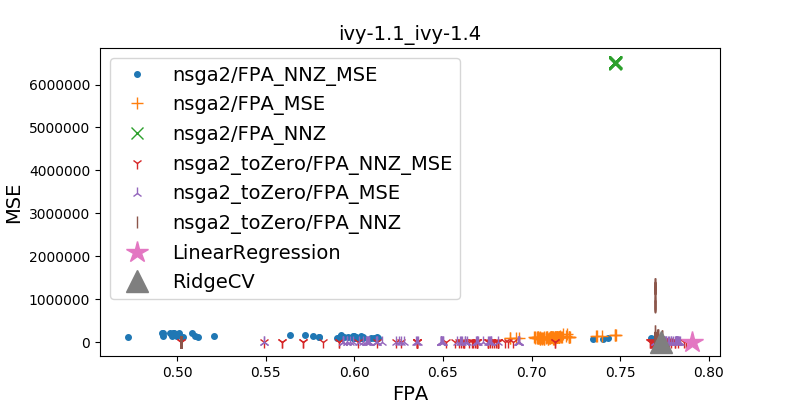 ivy-1.1_ivy-1.4
nsga2/FPA_NNZ_MSE
nsga2/FPA_MSE
nsga2/FPA_NNZ
nsga2_toZero/FPA_NNZ_MSE
nsga2_toZero/FPA_MSE
nsga2_toZero/FPA_NNZ
LinearRegression
RidgeCV
MSE
6000000
5000000
4000000
3000000
2000000
1000000
0
0.50 0.55 0.60 0.65 0.70 0.75 0.80
FPA